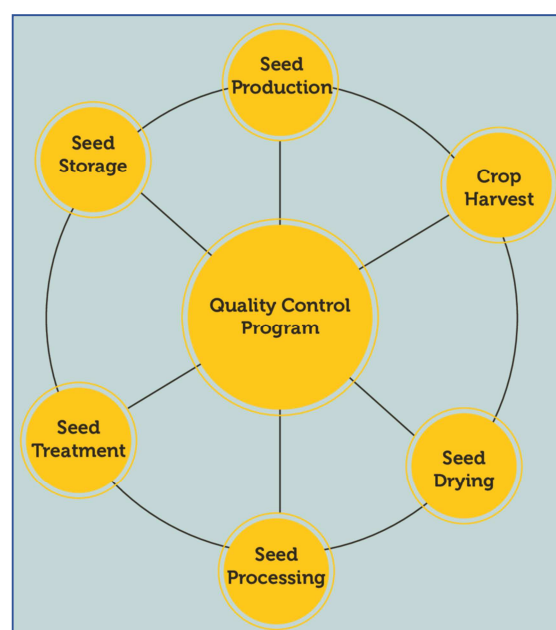 Seed
Production
Crop
Harvest
Seed
Drying
Seed
Processing
Seed
Treatment
Seed
Storage
Quality Control
Program